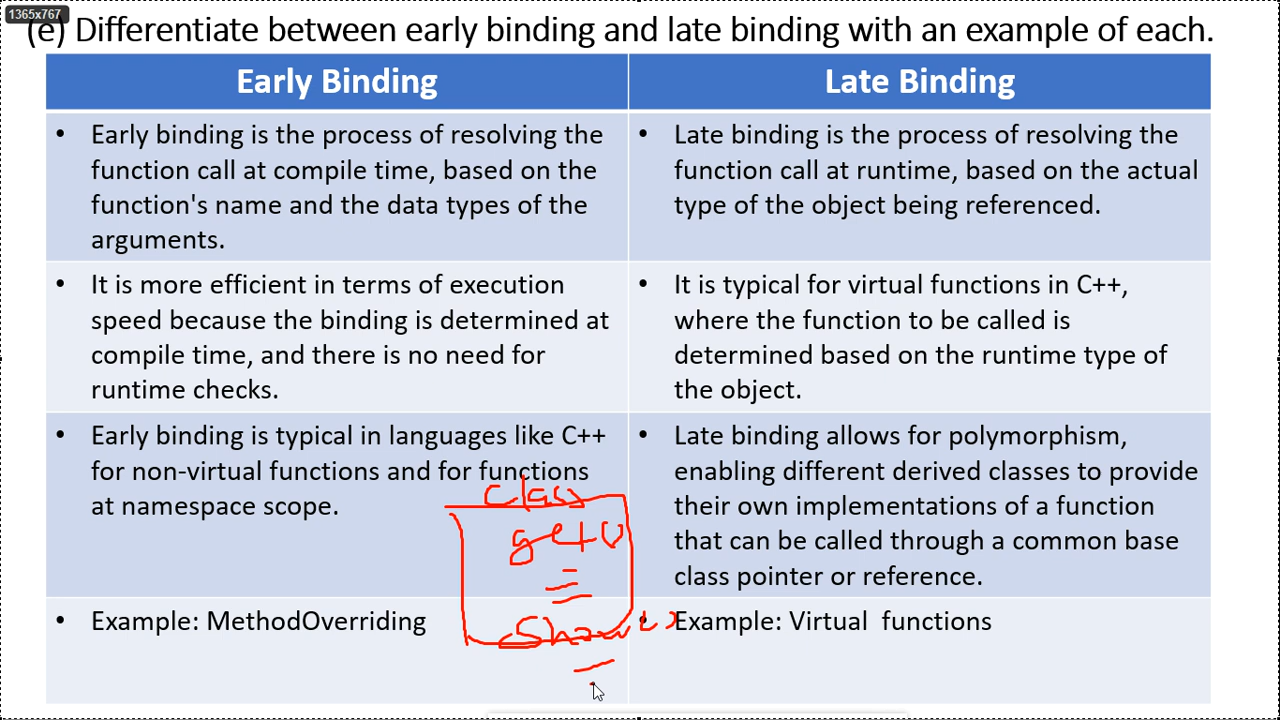 1365x767
(e) Differentiate between early binding and late binding with an example of each.
Early Binding
Late Binding
• Early binding is the process of resolving the
function call at compile time, based on the
function's name and the data types of the
arguments.
• Late binding is the process of resolving the
function call at runtime, based on the actual
type of the object being referenced.
• It is more efficient in terms of execution
speed because the binding is determined at
compile time, and there is no need for
runtime checks.
• It is typical for virtual functions in C++,
where the function to be called is
determined based on the runtime type of
the object.
• Early binding is typical in languages like C++
for non-virtual functions and for functions
at namespace scope.
• Late binding allows for polymorphism,
enabling different derived classes to provide
their own implementations of a function
that can be called through a common base
class pointer or reference.
• Example: MethodOverriding
• Example: Virtual functions
class
get()
show()